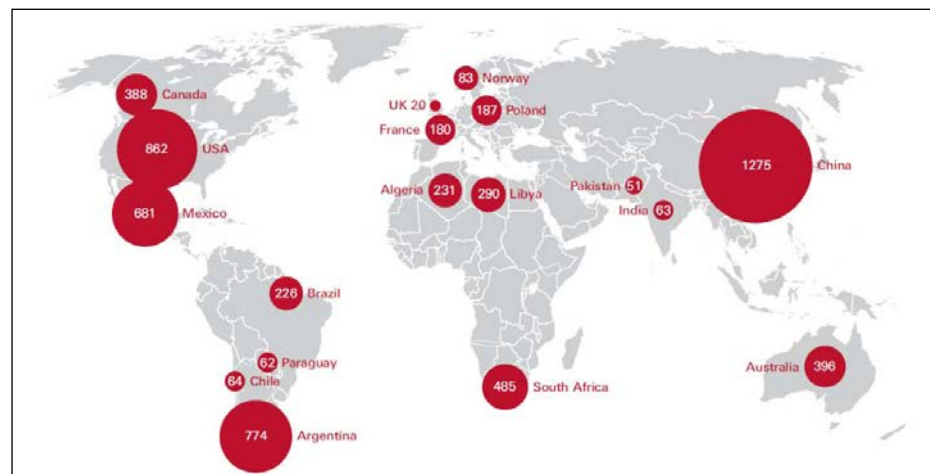 83 Norway
388 Canada
UK 20
187 Poland
France 180
862 USA
1275 China
Algeria 231
290 Libya
Pakistan 51
681 Mexico
India 63
226 Brazil
62 Paraguay
Australia 396
64 Chile
485 South Africa
774 Argentina